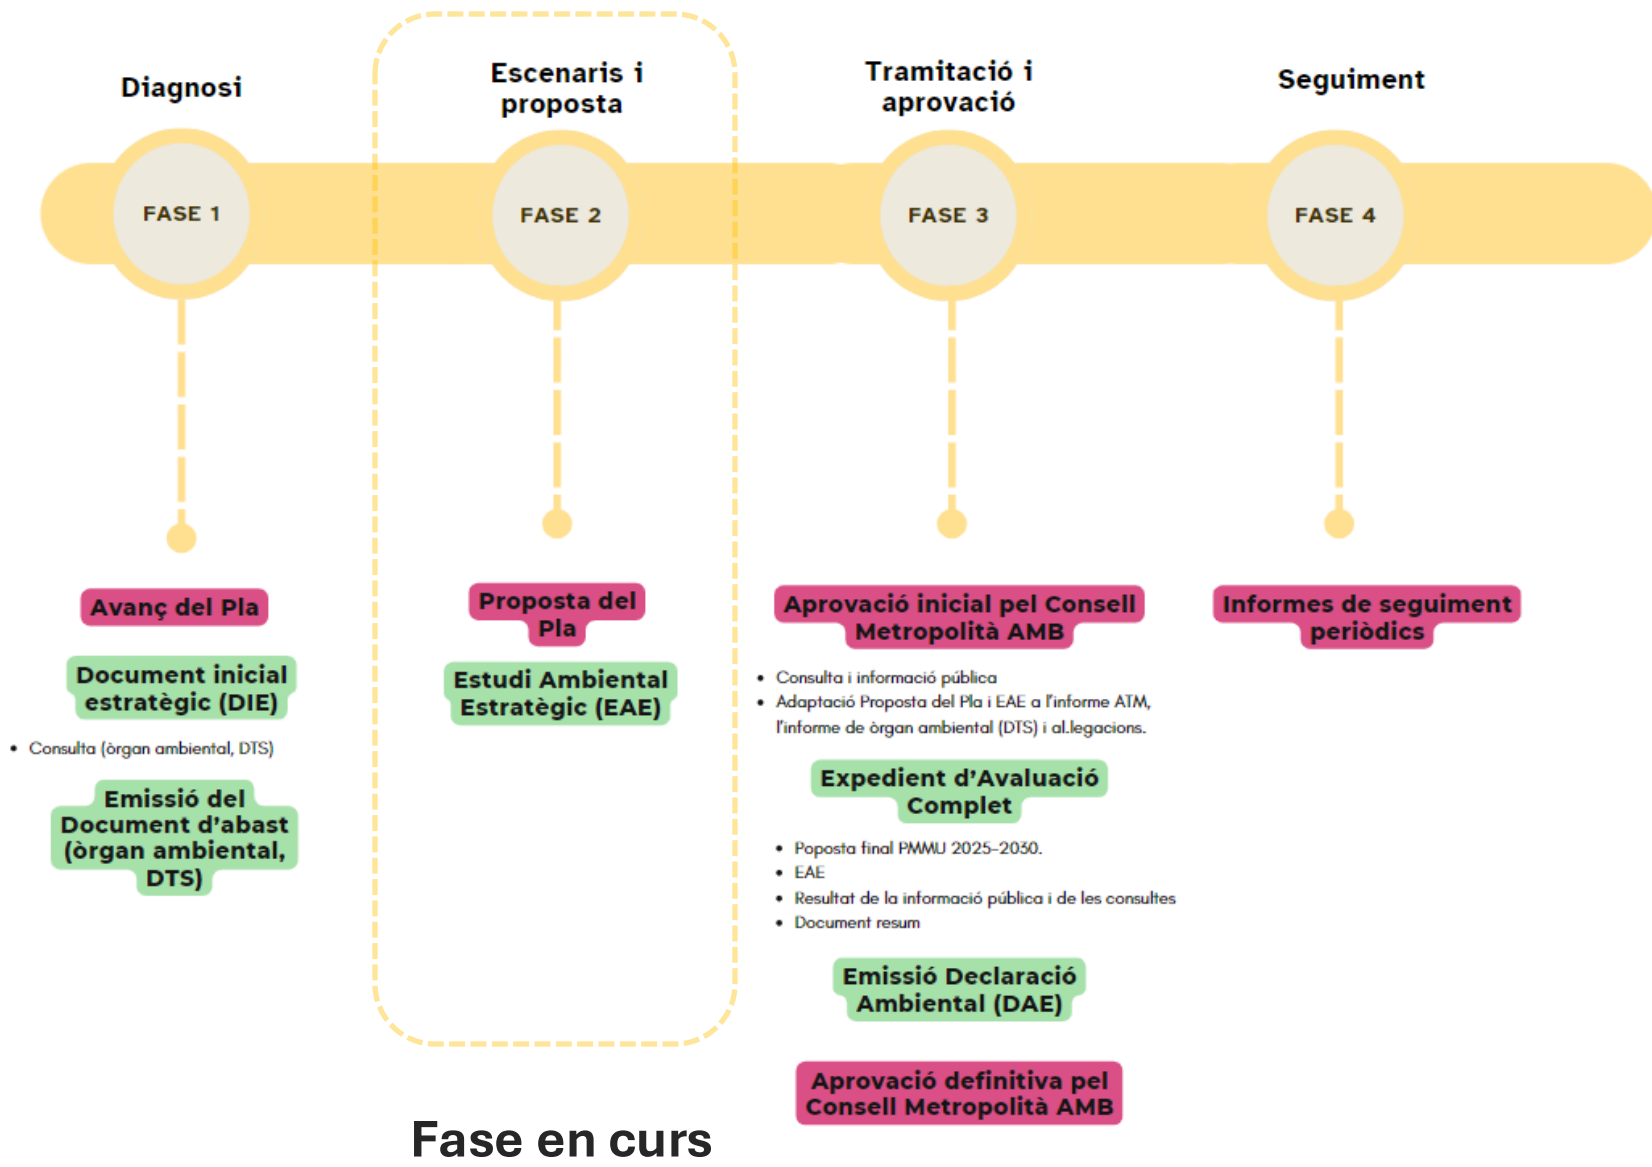 Diagnosi
FASE 1
Avanç del Pla
Document inicial
estratègic (DIE)
• Consulta (òrgan ambiental, DTS)
Emissió del
Document d'abast
(òrgan ambiental,
DTS)
Escenaris i
proposta
FASE 2
Proposta del
Pla
Estudi Ambiental
Estratègic (EAE)
Fase en curs
Tramitació i
aprovació
FASE 3
Aprovació inicial pel Consell
Metropolità AMB
• Consulta i informació pública
• Adaptació Proposta del Pla i EAE a l'informe ATM,
l'informe de òrgan ambiental (DTS) i al.legacions.
Expedient d'Avaluació
Complet
• Poposta final PMMU 2025-2030.
• EAE
• Resultat de la informació pública i de les consultes
• Document resum
Emissió Declaració
Ambiental (DAE)
Aprovació definitiva pel
Consell Metropolità AMB
Seguiment
FASE 4
Informes de seguiment
periòdics